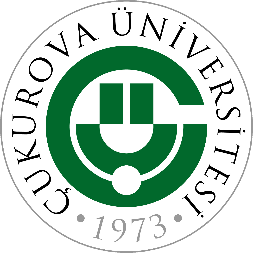 ÇUKUROVA ÜNİVERSİTESİ
• 1973 •